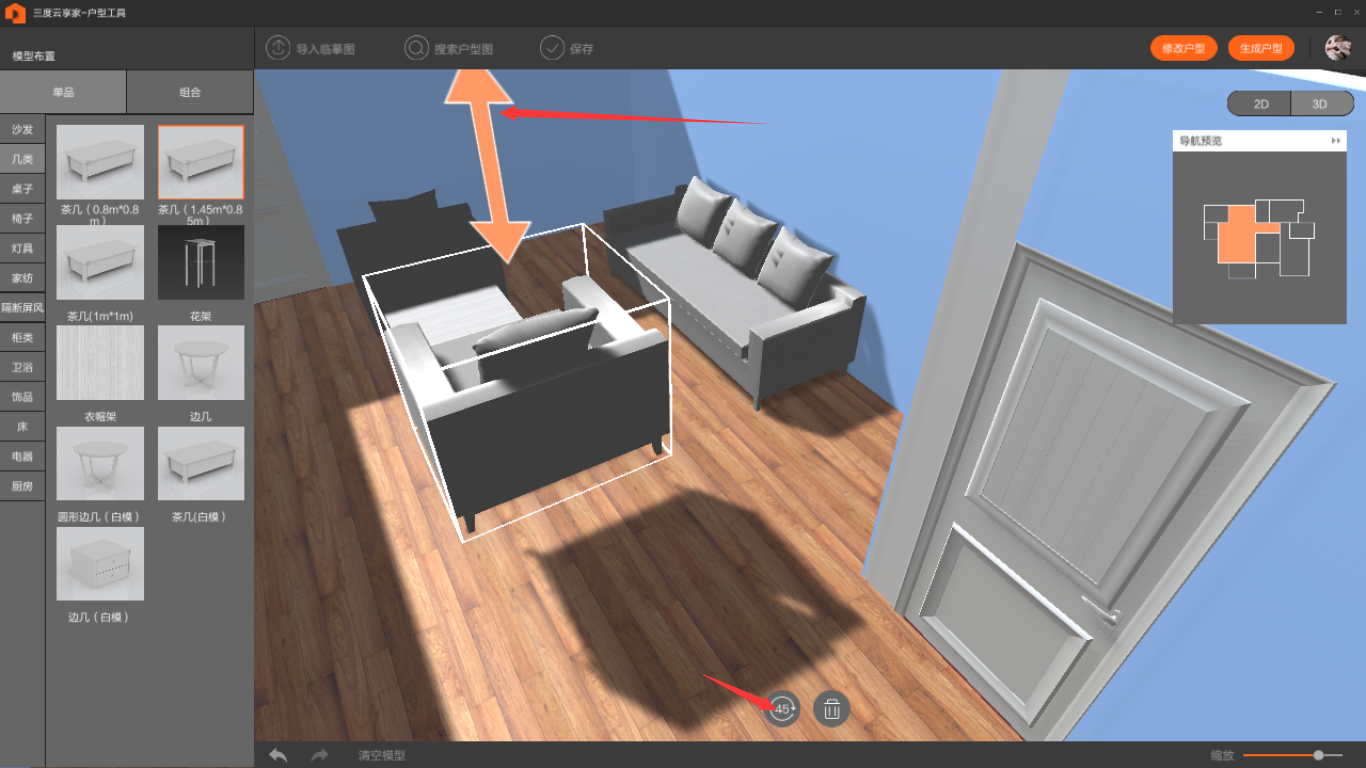 三度云享家-户型工具
模型布置
导入临摹图
搜索户型图
保存
修改户型
生成户型
单品
组合
2D
3D
导航预览
沙发
几类
桌子
椅子
灯具
家纺
隔断屏风
柜类
卫浴
饰品
床
电器
厨房
茶几（0.8m*0.8
m）
茶几（1.45m*0.8
5m）
茶几(1m*1m)
花架
衣帽架
边几
圆形边几（白模）
茶几(白模）
边几（白模）
45
清空模型
缩放